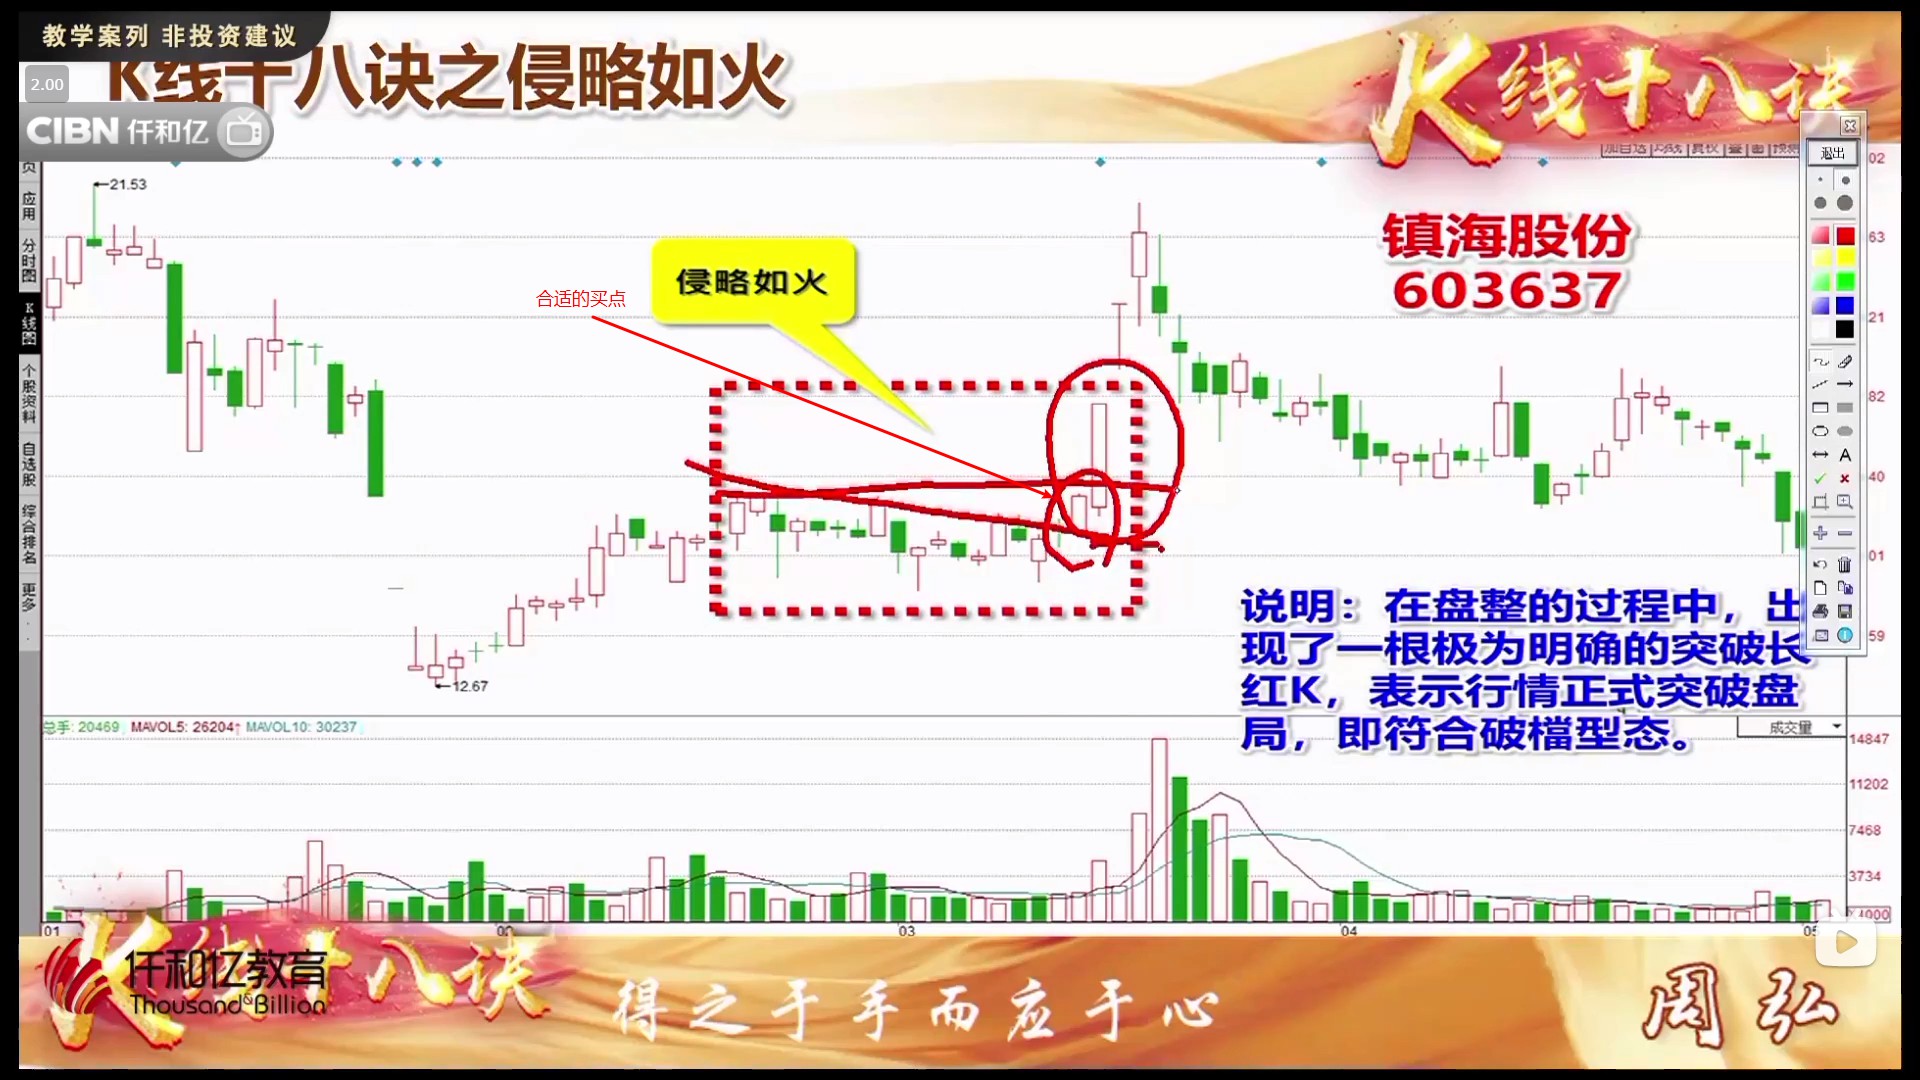 教学案列 非投资建议
K线十八诀之侵略如火
2.00
CIBN 仟和亿
K线十八诀
退出
页
应用
分时图
K线图
个股资料
自选股
综合排名
更多
21.53
侵略如火
合适的买点
镇海股份
603637
02
63
21
82
40
01
59
12.67
A
说明：在盘整的过程中，出
现了一根极为明确的突破长
红K，表示行情正式突破盘
局，即符合破檔型态。
总手: 20469 MAVOL5: 26204↑ MAVOL10: 30237
成交量
14847
11202
7468
3734
X4000
01
02
03
04
05
K线十八诀
仟和亿教育
Thousand&Billion
得之于手而应于心
周弘